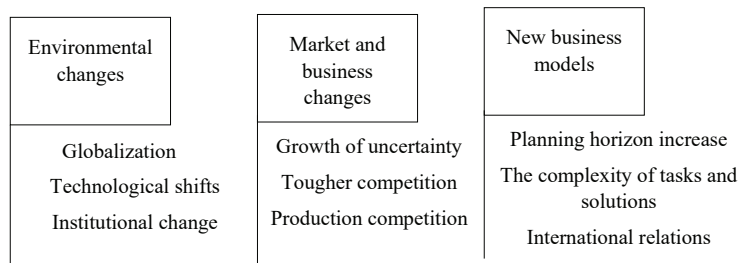 Environmental
changes
Globalization
Technological shifts
Institutional change
Market and
business
changes
Growth of uncertainty
Tougher competition
Production competition
New business
models
Planning horizon increase
The complexity of tasks and
solutions
International relations